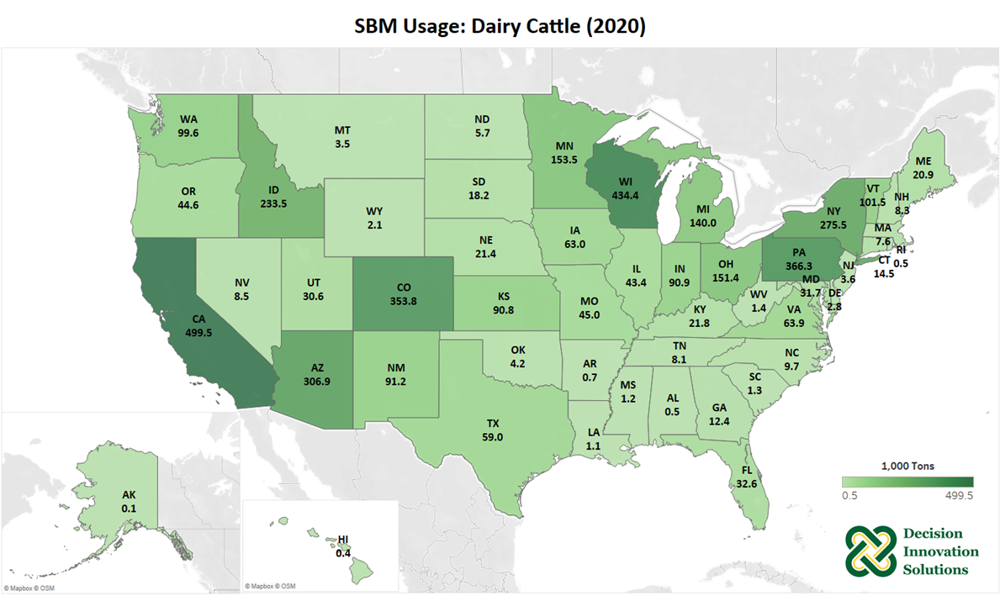 SBM Usage: Dairy Cattle (2020)
WA
99.6
MT
3.5
ND
5.7
MN
153.5
OR
44.6
ID
233.5
SD
18.2
WI
434.4
ME
20.9
VT
101.5
NH
8.3
NY
275.5
MI
140.0
WY
2.1
IA
63.0
MA
7.6
RI
0.5
CT
14.5
NE
21.4
PA
366.3
NJ
3.6
NV
8.5
UT
30.6
CO
353.8
IL
43.4
IN
90.9
OH
151.4
MD
31.7
DE
2.8
WV
1.4
VA
63.9
CA
499.5
KS
90.8
MO
45.0
KY
21.8
AZ
306.9
NM
91.2
OK
4.2
AR
0.7
TN
8.1
NC
9.7
SC
1.3
MS
1.2
AL
0.5
GA
12.4
TX
59.0
LA
1.1
FL
32.6
AK
0.1
HI
0.4
1,000 Tons
0.5 499.5
Decision
Innovation
Solutions
© Mapbox © OSM
© Mapbox © OSM